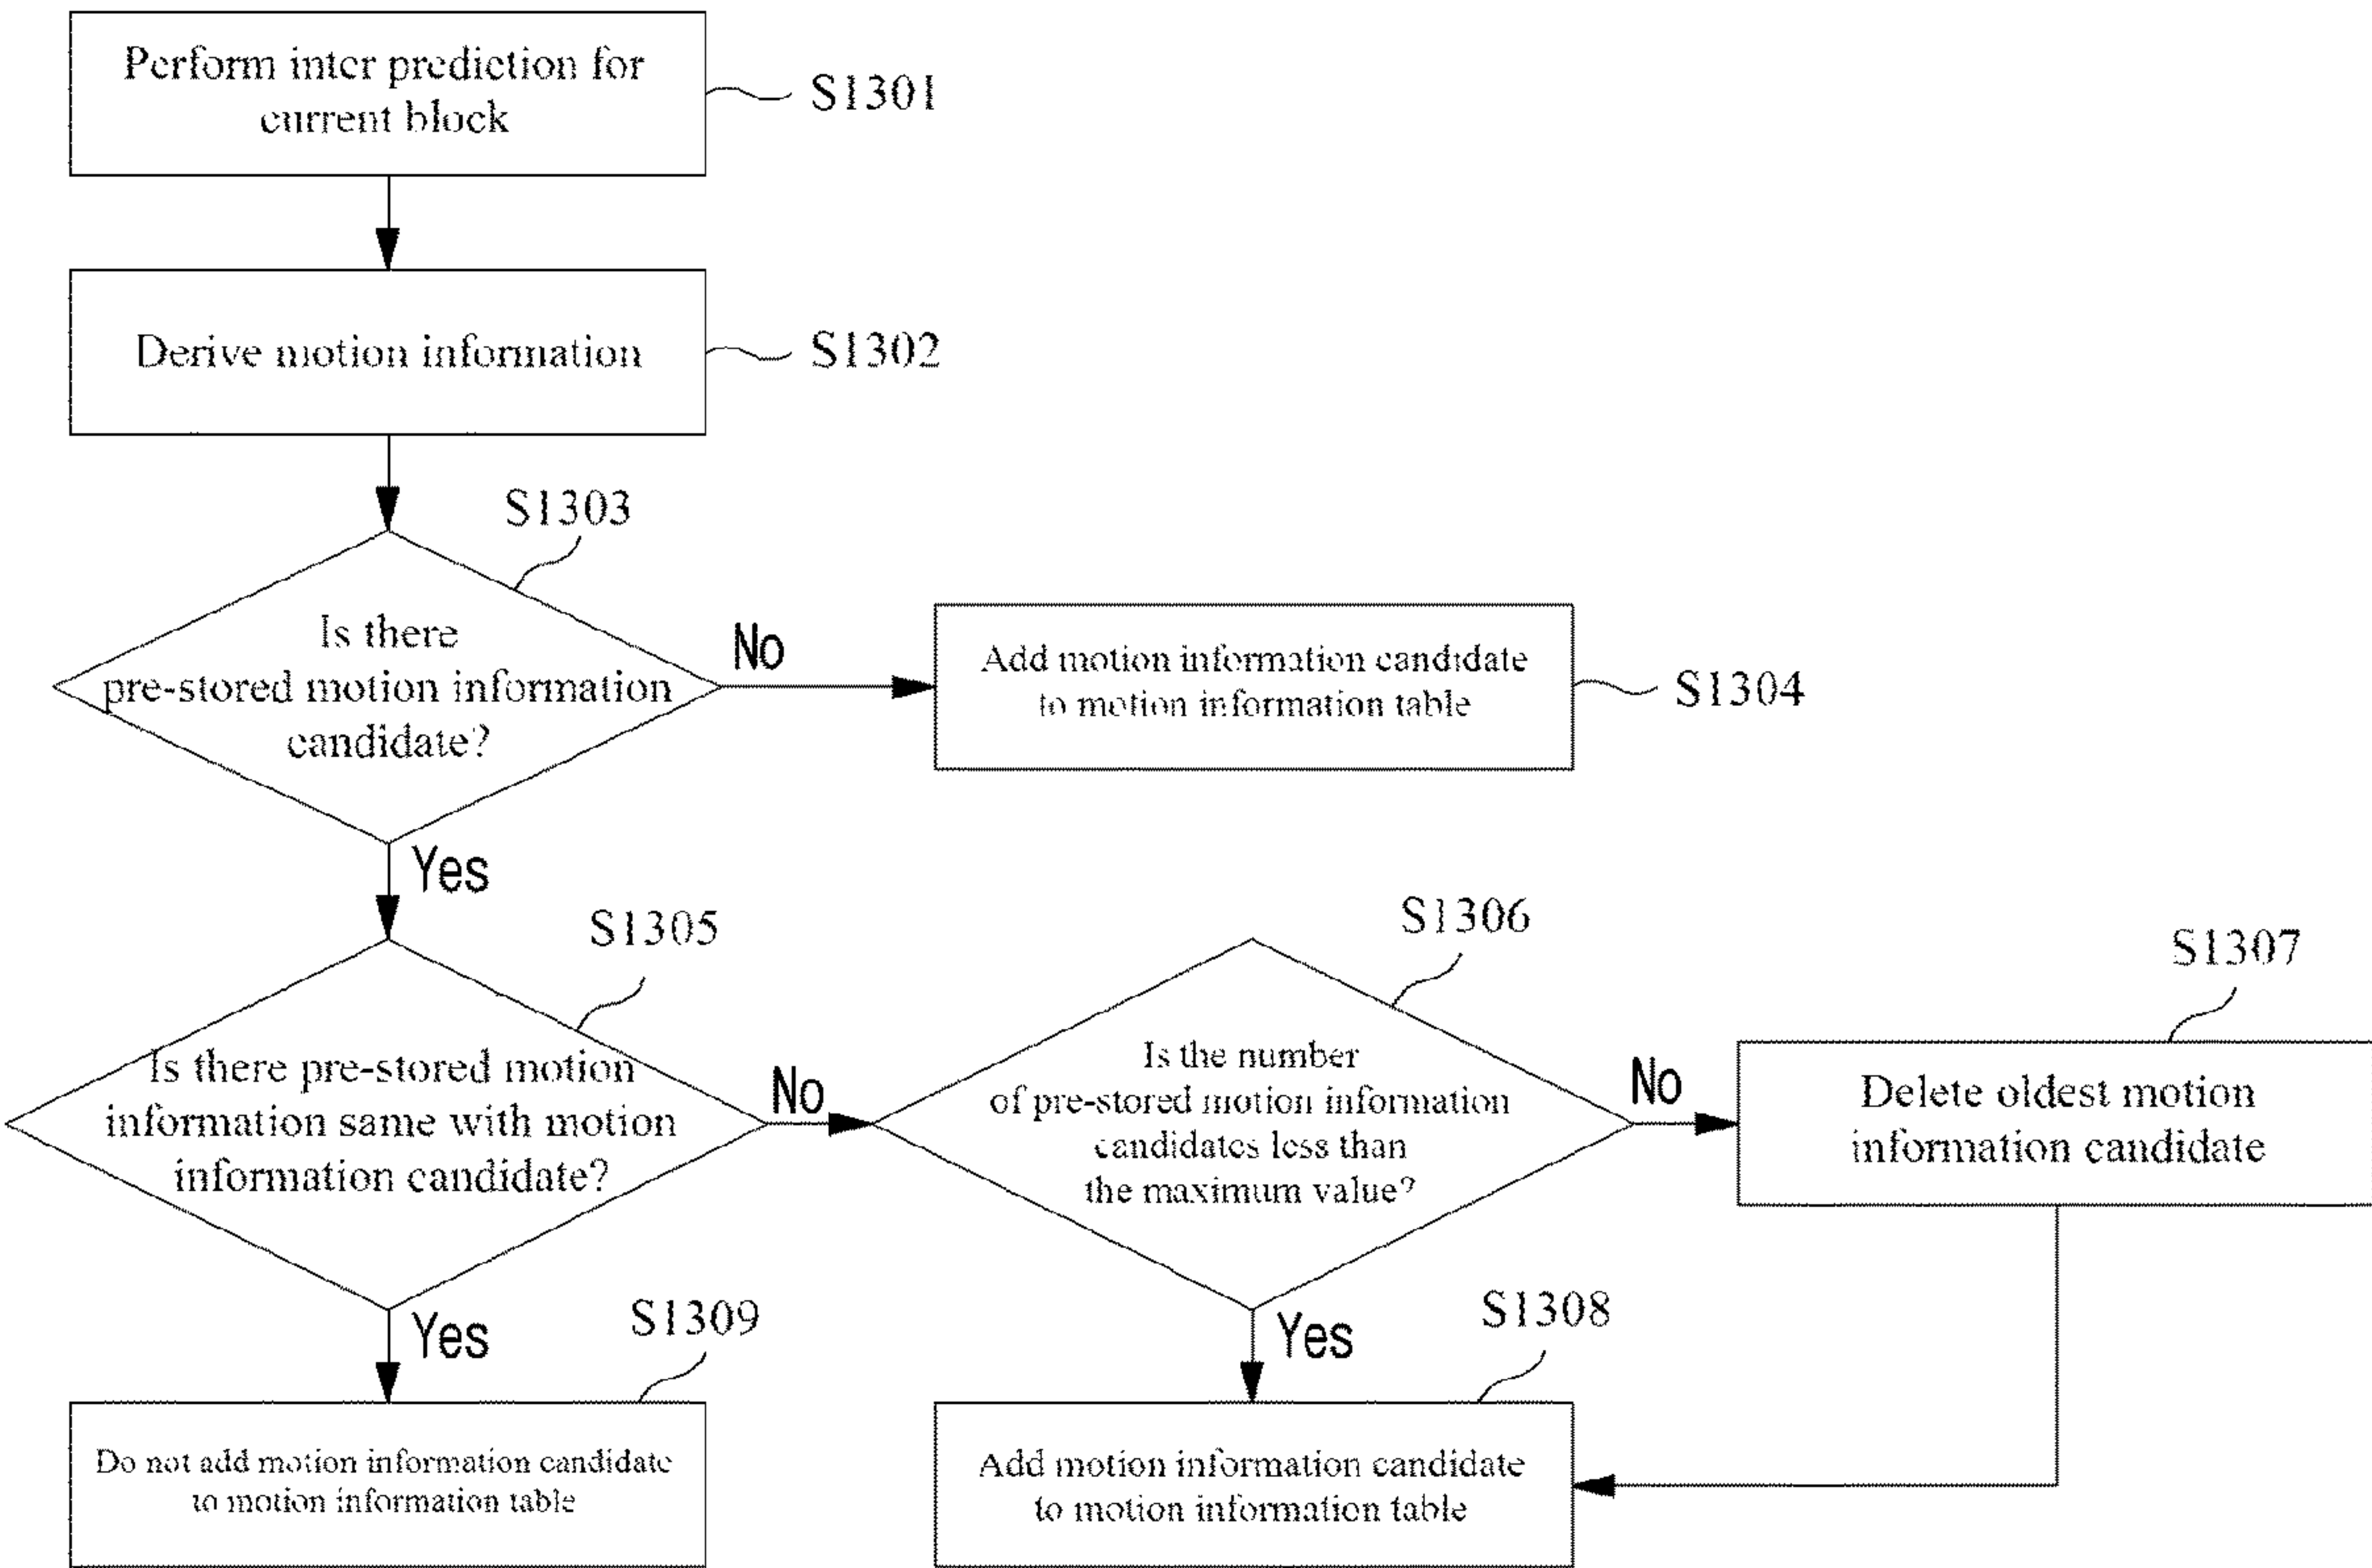 Perform inter prediction for
current block
S1301
Derive motion information
S1302
S1303
Is there
pre-stored motion information
candidate?
No
Add motion information candidate
to motion information table
S1304
Yes
S1305
Is there pre-stored motion
information same with motion
information candidate?
No
S1306
Is the number
of pre-stored motion information
candidates less than
the maximum value?
No
S1307
Delete oldest motion
information candidate
Yes
S1309
Do not add motion information candidate
to motion information table
Yes
S1308
Add motion information candidate
to motion information table